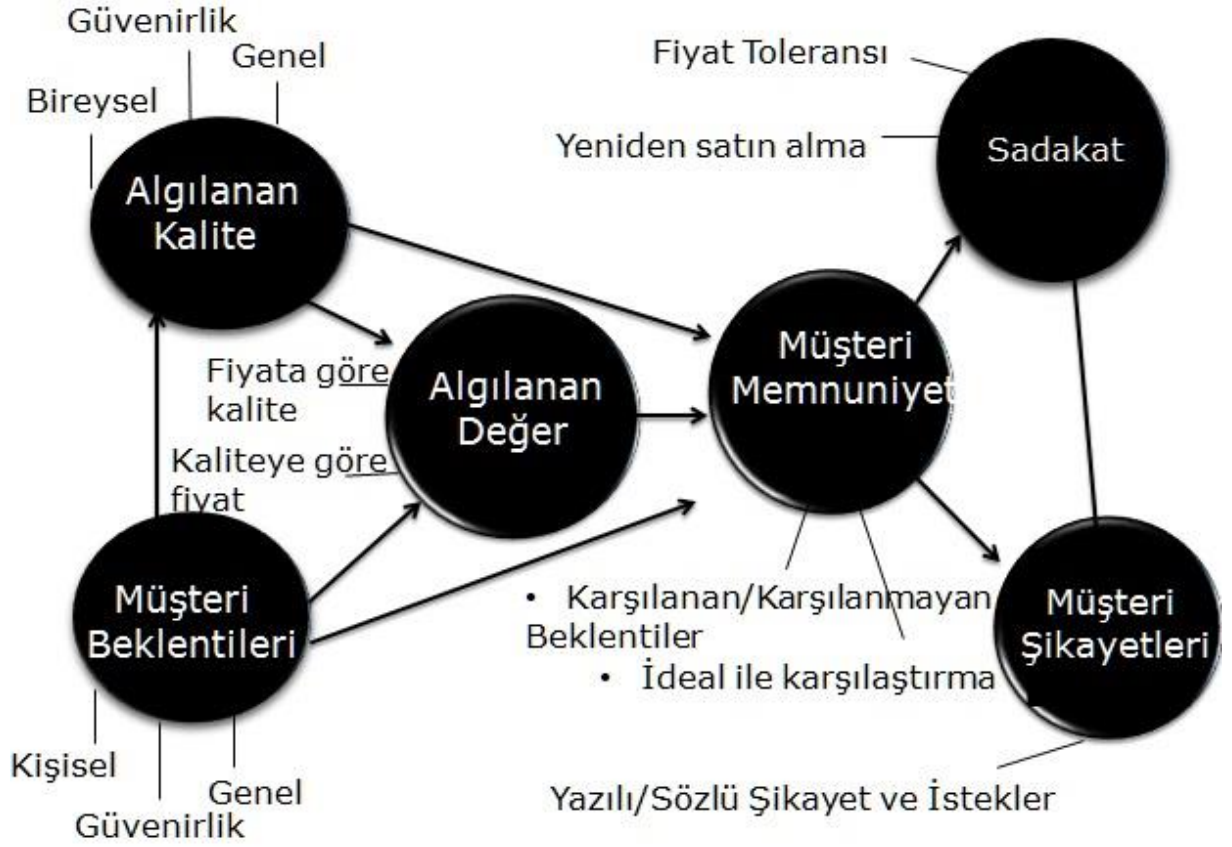 Güvenirlik
Genel
Bireysel
Algılanan
Kalite
Fiyat Toleransı
Yeniden satın alma
Sadakat
Fiyata göre
kalite
Kaliteye göre
fiyat
Algılanan
Değer
Müşteri
Memnuniyet
Müşteri
Beklentileri
• Karşılanan/Karşılanmayan
Beklentiler
• İdeal ile karşılaştırma
Müşteri
Şikayetleri
Kişisel
Genel
Güvenirlik
Yazılı/Sözlü Şikayet ve İstekler